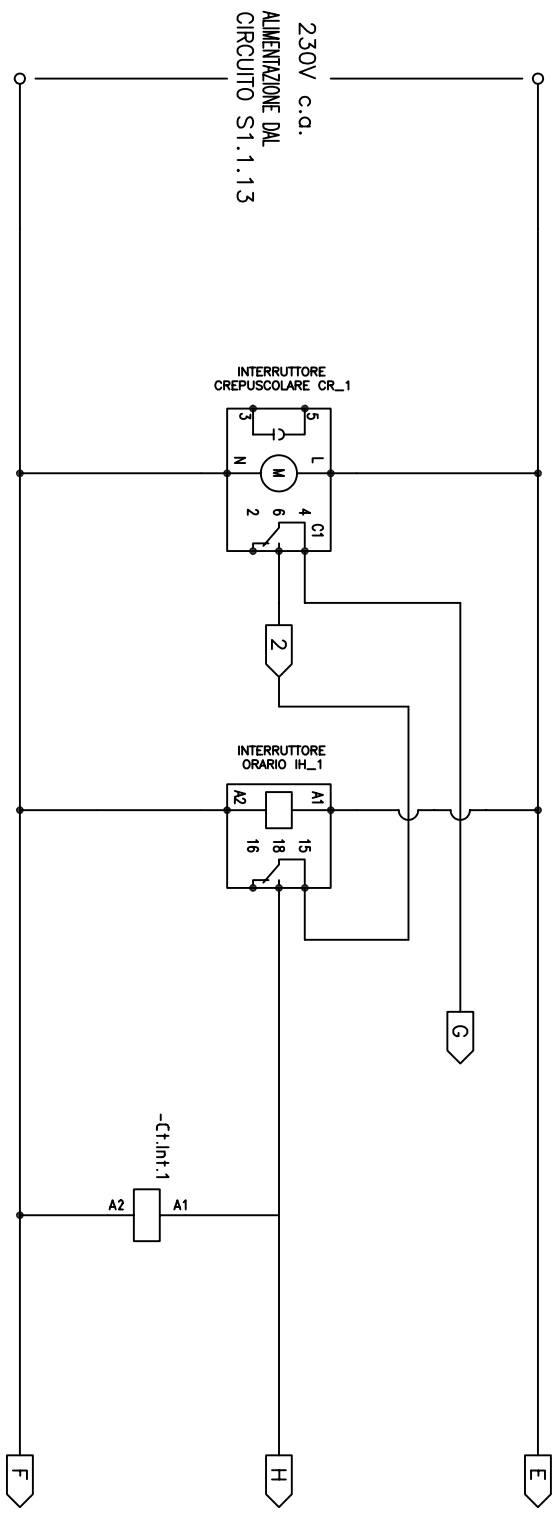 230V c.a.
ALIMENTAZIONE DAL
CIRCUITO S1.1.13
INTERRUTTORE
CREPUSCOLARE CR_1
3
5
N
M
L
2
6
4
C1
2
INTERRUTTORE
ORARIO IH_1
A2
A1
16
18
15
G
-Ct.Int.1
A2
A1
F
H
E